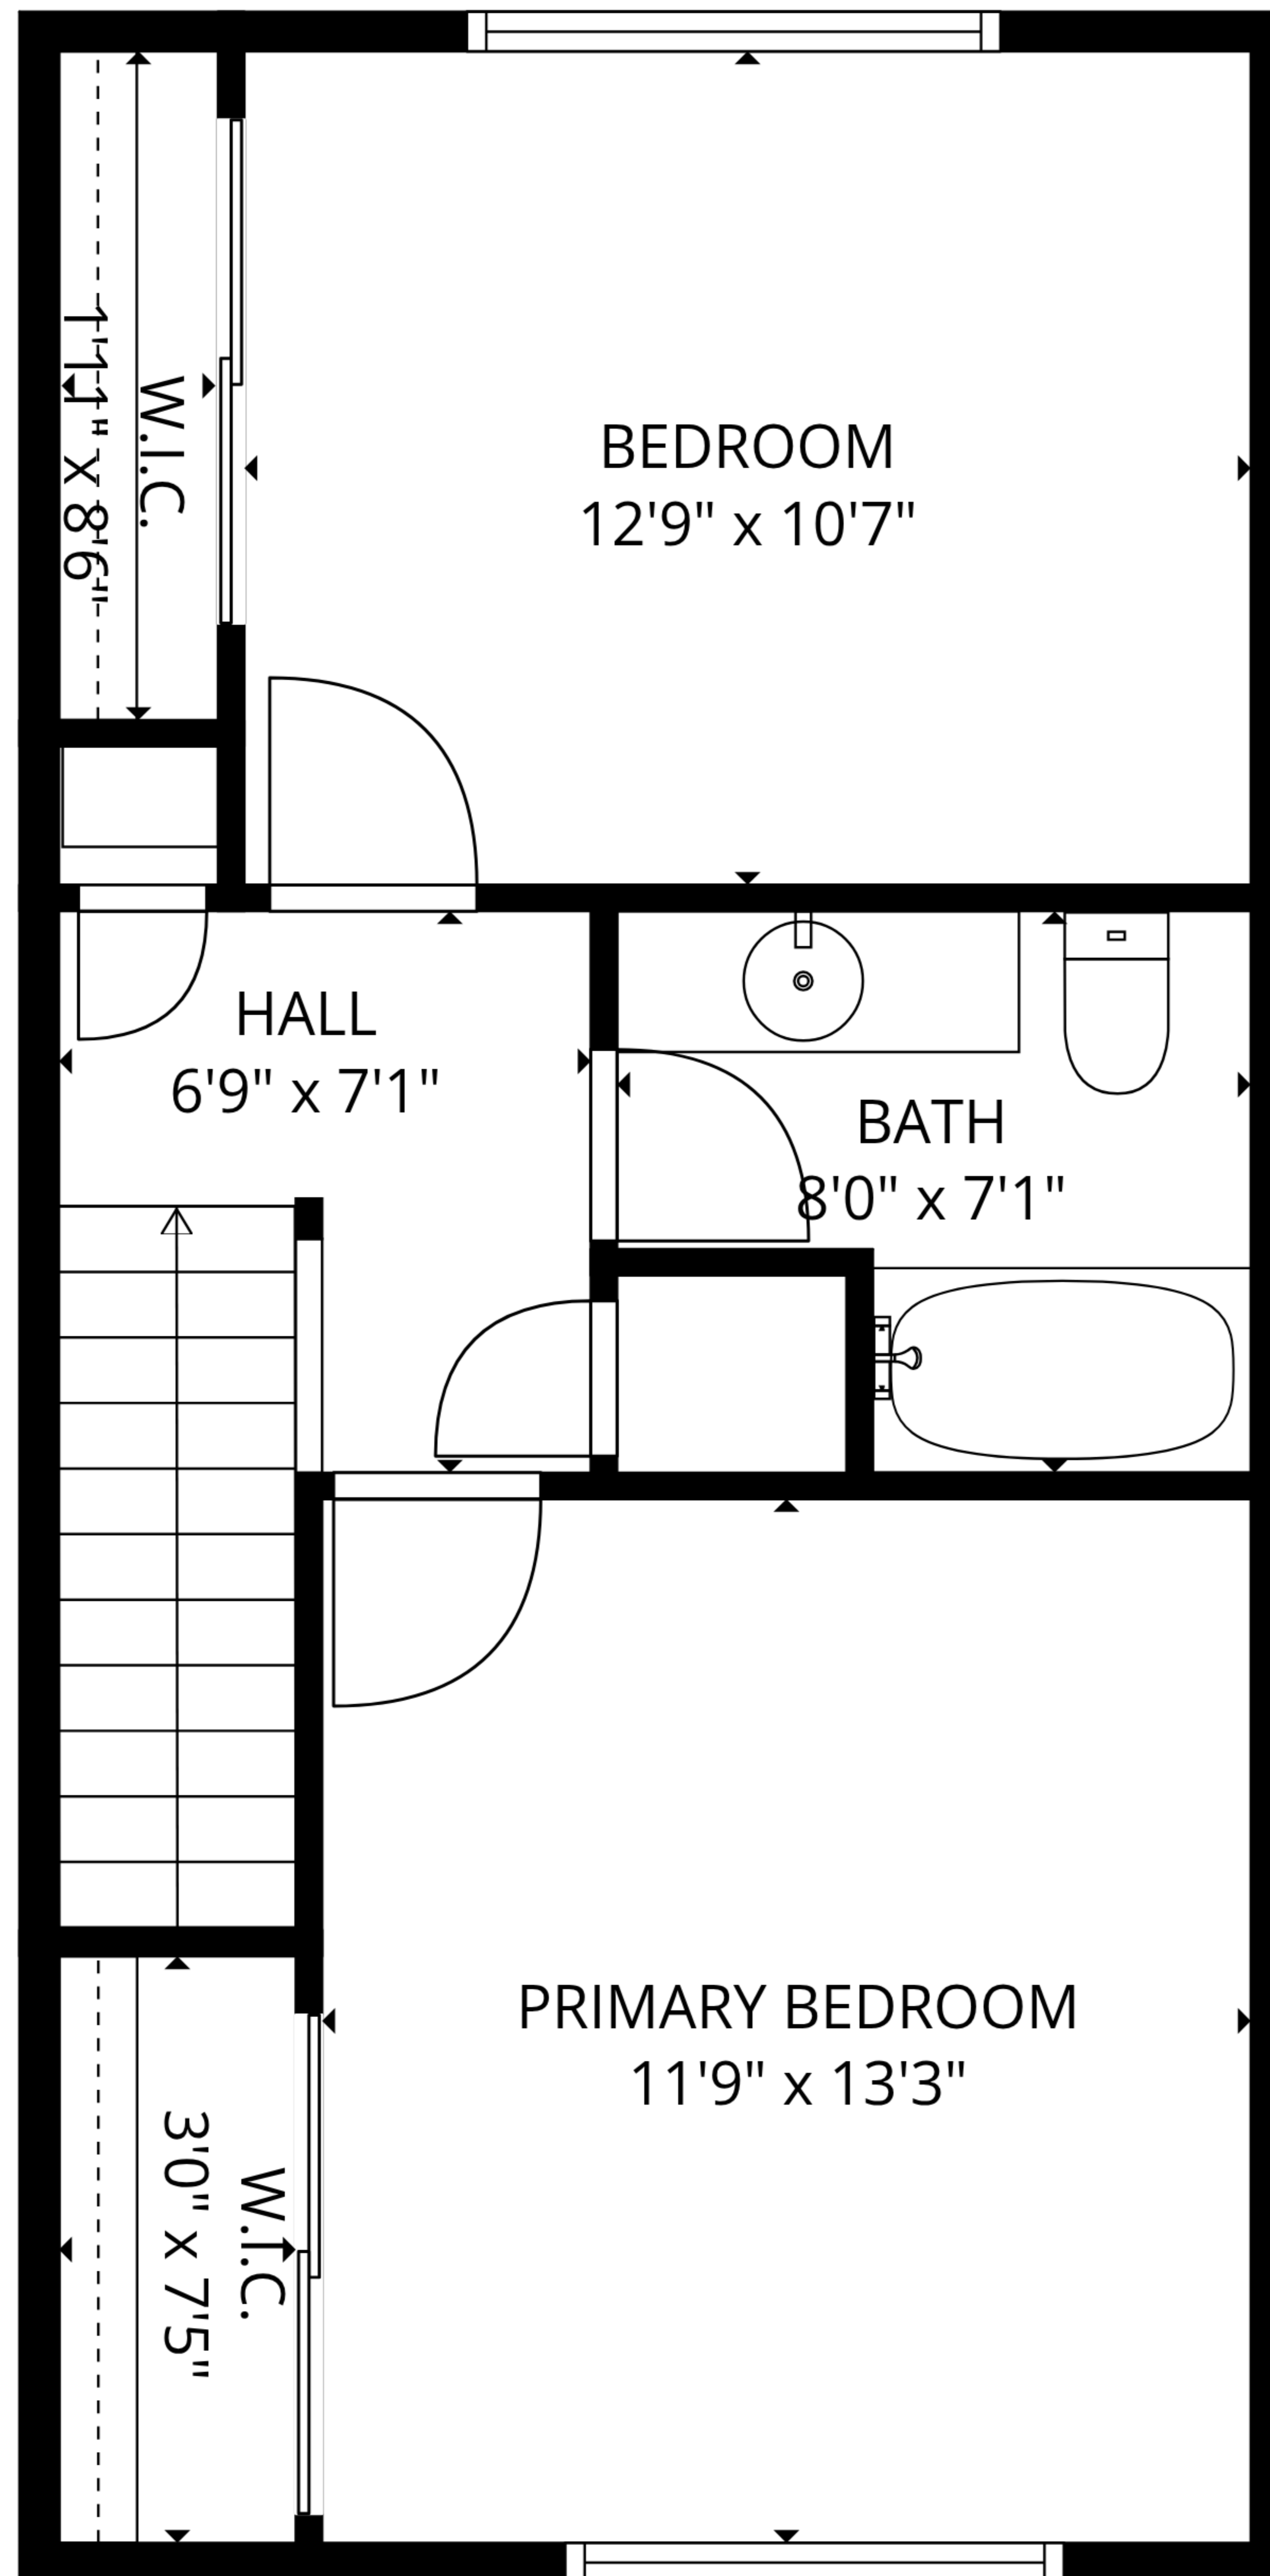 W.I.C.
1'11" x 8'6"
BEDROOM
12'9" x 10'7"
HALL
6'9" x 7'1"
BATH
8'0" x 7'1"
PRIMARY BEDROOM
11'9" x 13'3"
W.I.C.
3'0" x 7'5"